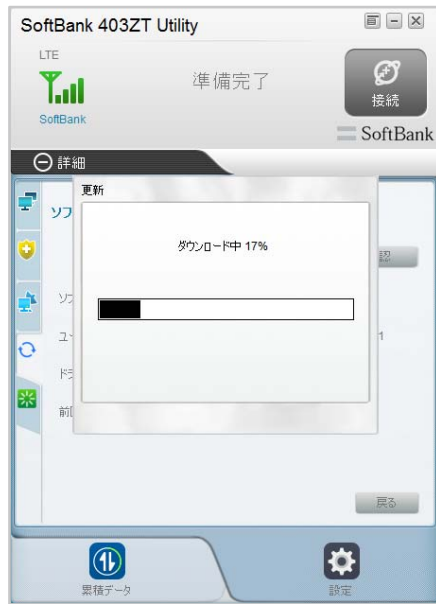 SoftBank 403ZT Utility
LTE
準備完了
接続
SoftBank
SoftBank
詳細
更新
ソフ
ダウンロード中 17%
認
ソフ
ユー
1
ドラ
前回
戻る
累積データ
設定